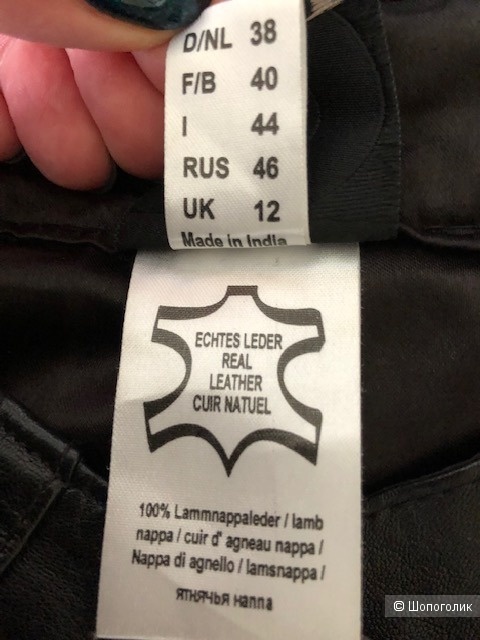 D/NL 38
F/B 40
I 44
RUS 46
UK 12
Made in India
ECHTES LEDER
REAL
LEATHER
CUIR NATUEL
100% Lammnappaleder / lamb
nappa / cuir d' agneau nappa /
Nappa di agnello / lamsnappa /
ЯТНЯЧЬЯ наппа
© Шопоголик